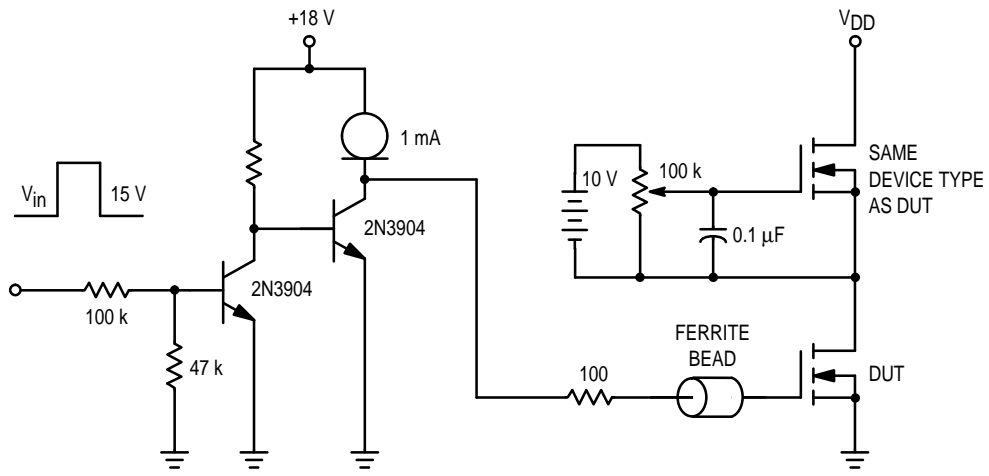 +18 V
V_DD
1 mA
SAME
DEVICE TYPE
AS DUT
10 V
100 k
V_in
15 V
2N3904
0.1 μF
2N3904
100 k
FERRITE
BEAD
47 k
100
DUT